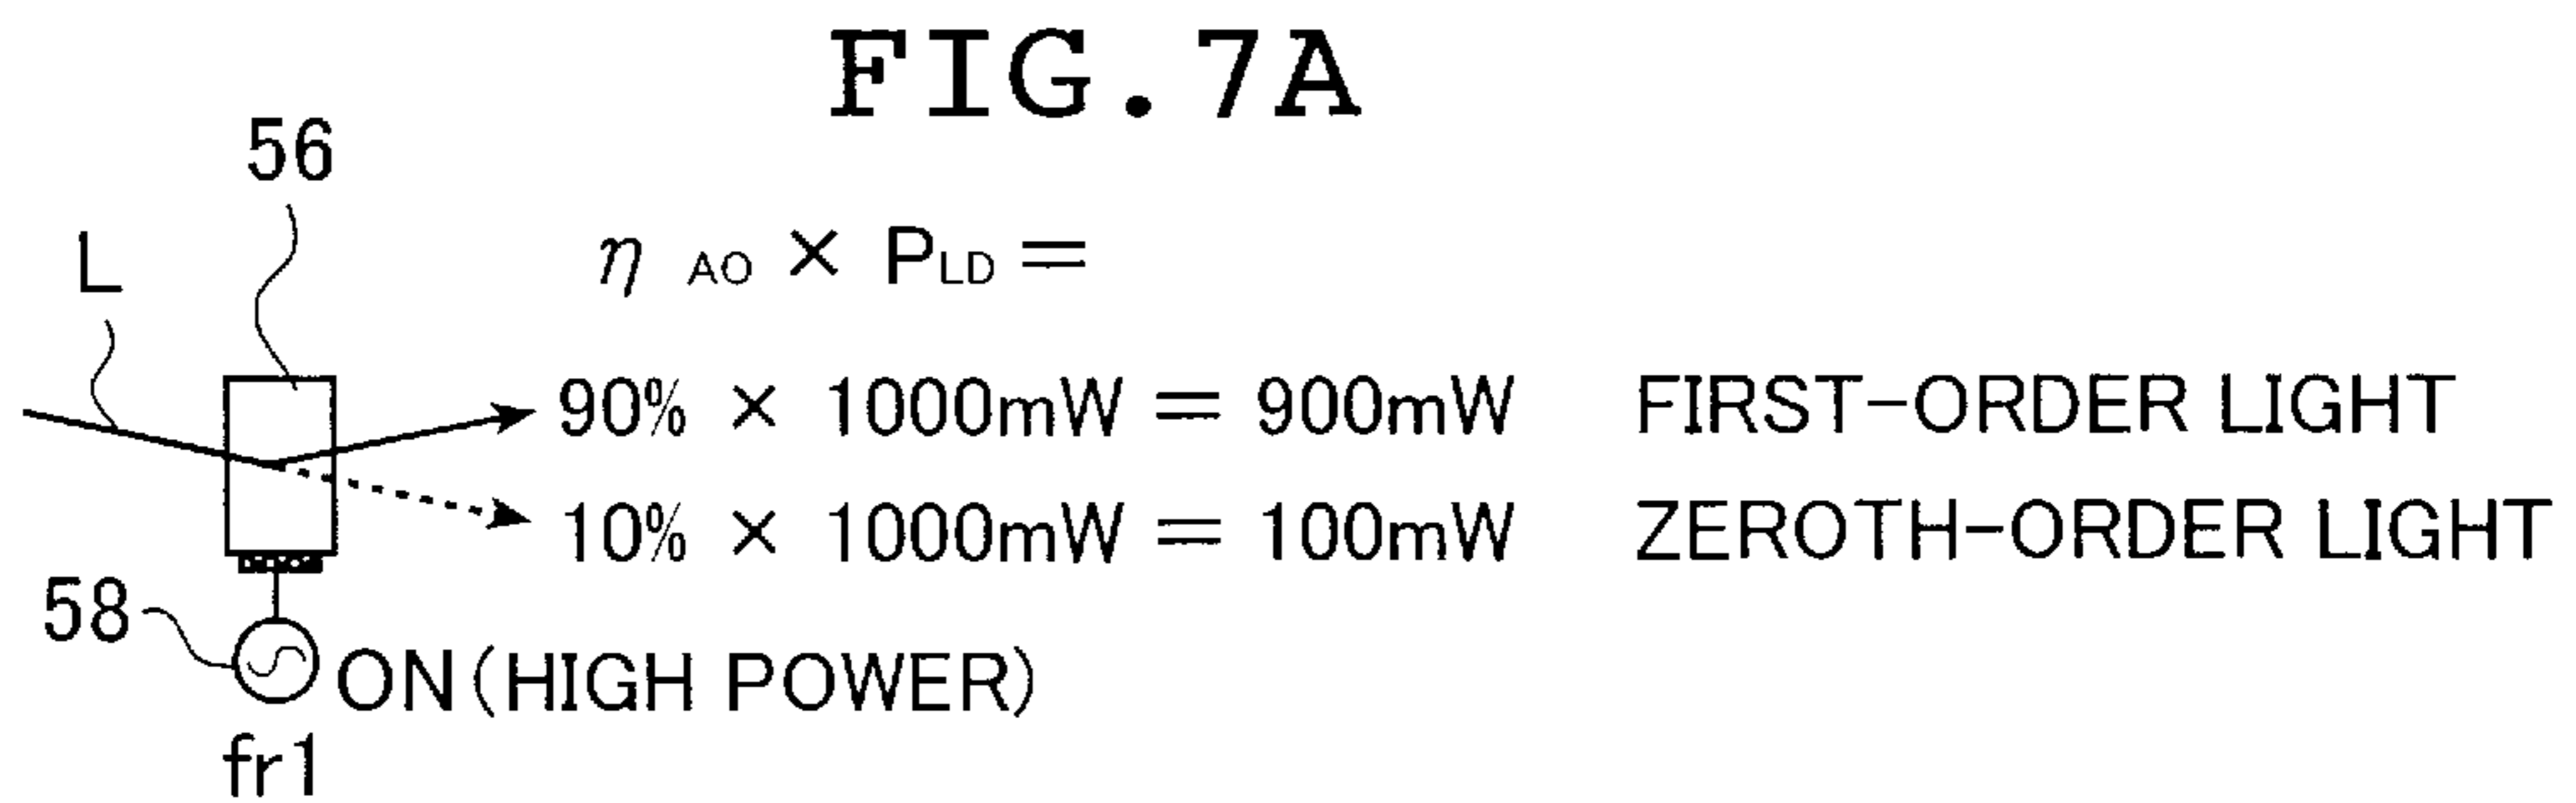 FIG.7A
56
L
η AO × PLD =
90% × 1000mW = 900mW FIRST-ORDER LIGHT
10% × 1000mW = 100mW ZEROTH-ORDER LIGHT
58
ON(HIGH POWER)
fr1